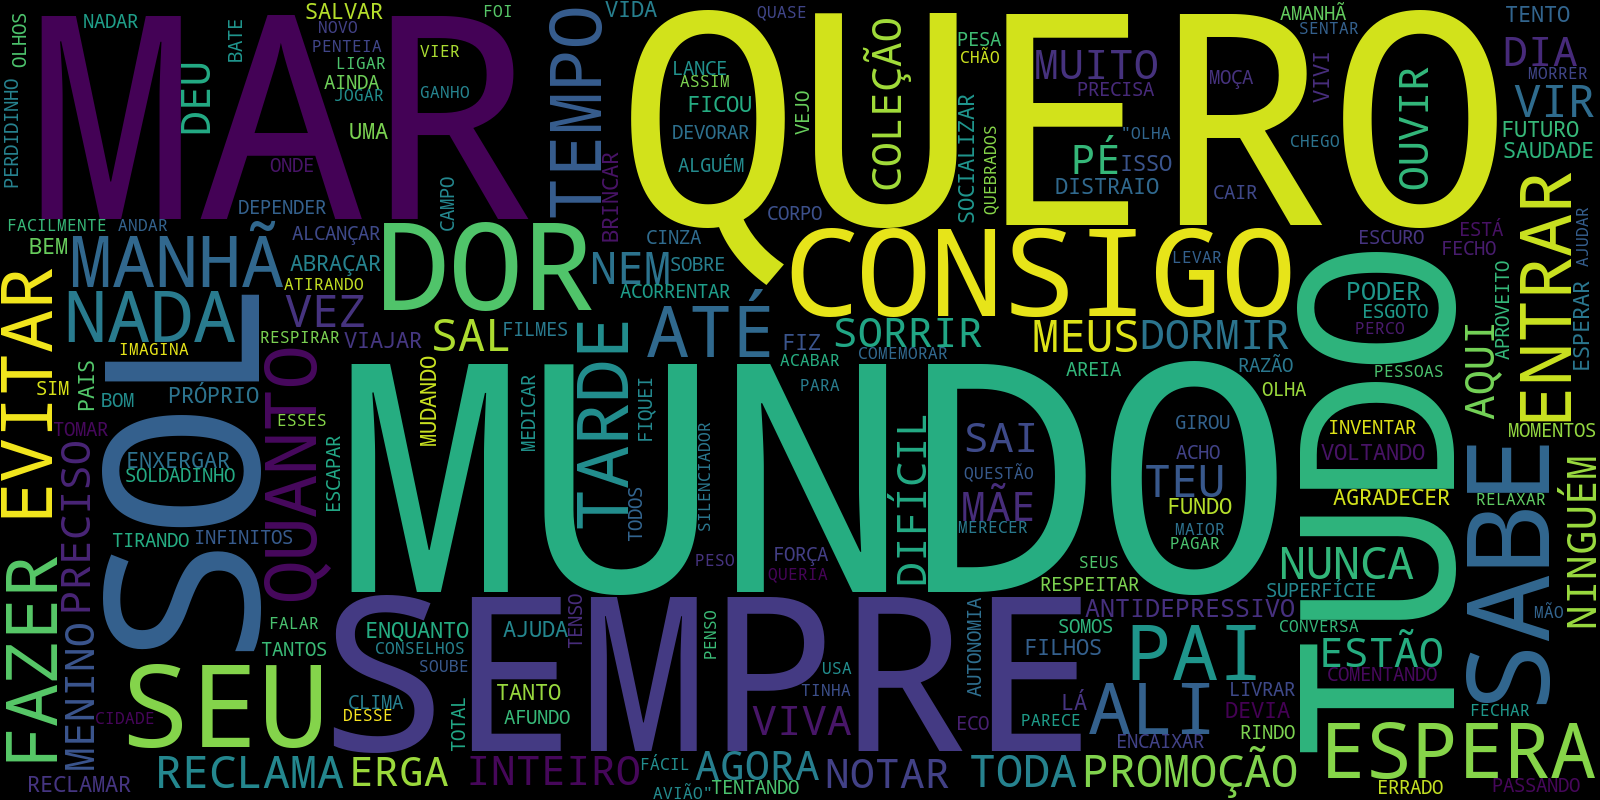 MAR
QUERO
MUNDO
SEMPRE
TUDO
SOL
CONSIGO
DOR
SEU
SABE
ESPERA
TEMPO
MANHÃ
NADA
EVITAR
ENTRAR
FAZER
QUANTO
TARDE
ATÉ
PAI
ALI
NEM
SAL
VEZ
SORRIR
MEUS
DORMIR
MUITO
PÉ
DIA
VIR
COLEÇÃO
OUVIR
DEU
AQUI
NUNCA
ESTÃO
NINGUÉM
PRECISO
MENINO
RECLAMA
ERGA
INTEIRO
AGORA
NOTAR
TODA
PROMOÇÃO
VIVA
DIFÍCIL
SAI
MÃE
TEU
OLHOS
NADAR
BATE
SALVAR
NOVO
PENTEIA
LIGAR
AINDA
JOGAR
UMA
ONDE
VIER
GANHO
FOI
VIDA
QUASE
LANCE
ASSIM
FICOU
DEVORAR
ALGUÉM
VEJO
PESA
CHÃO
SOCIALIZAR
QUEBRADOS
PRECISA
"OLHA
ISSO
DISTRAIO
MOÇA
CAIR
AMANHÃ
SENTAR
VIVI
CHEGO
TENTO
MORRER
FUTURO
SAUDADE
PERDIDINHO
FACILMENTE
ANDAR
BEM
DEPENDER
ALCANÇAR
ABRAÇAR
ATIRANDO
CAMPO
BRINCAR
CINZA
SOBRE
ACORRENTAR
CORPO
LEVAR
ESCURO
ESTÁ
FECHO
AJUDAR
PODER
ESGOTO
PERCO
APROVEITO
ESPERAR
RESPIRAR
VIAJAR
FILMES
FIZ
ACABAR
COMEMORAR
PARA
AREIA
RAZÃO
OLHA
PESSOAS
IMAGINA
SIM
PAIS
BOM
PRÓPRIO
TOMAR
ESSES
MUDANDO
MEDICAR
FIQUEI
ENXERGAR
SOLDADINHO
ESCAPAR
TODOS
SILENCIADOR
QUESTÃO
MERECER
GIROU
ACHO
FUNDO
MAIOR
PAGAR
INVENTAR
VOLTANDO
AGRADECER
MOMENTOS
RELAXAR
TIRANDO
INFINITOS
PESO
FORÇA
QUERIA
SEUS
RESPEITAR
SUPERFÍCIE
ANTIDEPRESSIVO
SOMOS
CONVERSA
MÃO
FALAR
TANTOS
ENQUANTO
CONSELHOS
SOUBE
AJUDA
TENSO
PENSO
USA
TINHA
AUTONOMIA
FILHOS
COMENTANDO
CIDADE
CLIMA
DESSE
TOTAL
TANTO
AFUNDO
ECO
PARECE
LÁ
ENCAIXAR
LIVRAR
DEVIA
RINDO
FECHAR
RECLAMAR
FÁCIL
AVIÃO"
TENTANDO
ERRADO
PASSANDO